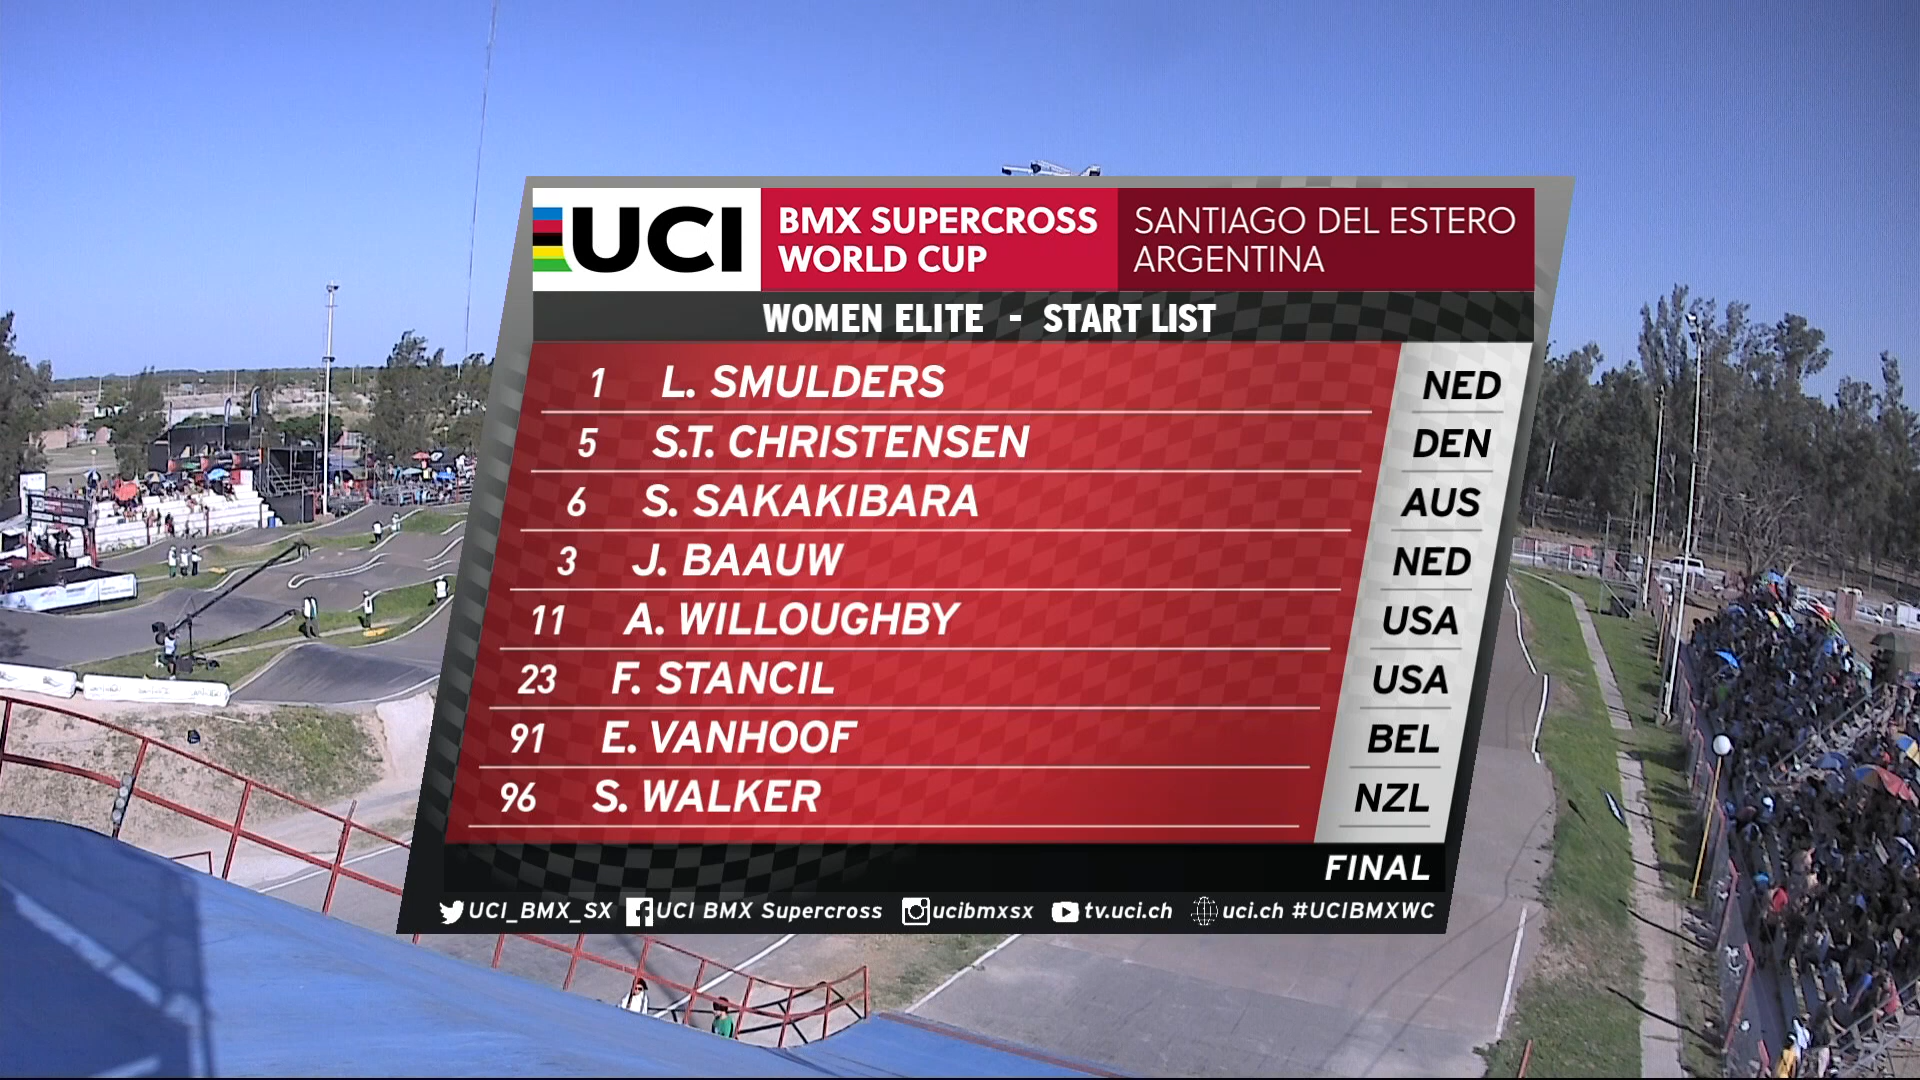 UCI
BMX SUPERCROSS
WORLD CUP
SANTIAGO DEL ESTERO
ARGENTINA
WOMEN ELITE - START LIST
1 L. SMULDERS NED
5 S.T. CHRISTENSEN DEN
6 S. SAKAKIBARA AUS
3 J. BAAUW NED
11 A. WILLOUGHBY USA
23 F. STANCIL USA
91 E. VANHOOF BEL
96 S. WALKER NZL
FINAL
UCI_BMX_SX UCI BMX Supercross ucibmxsx tv.uci.ch uci.ch #UCIBMXWC